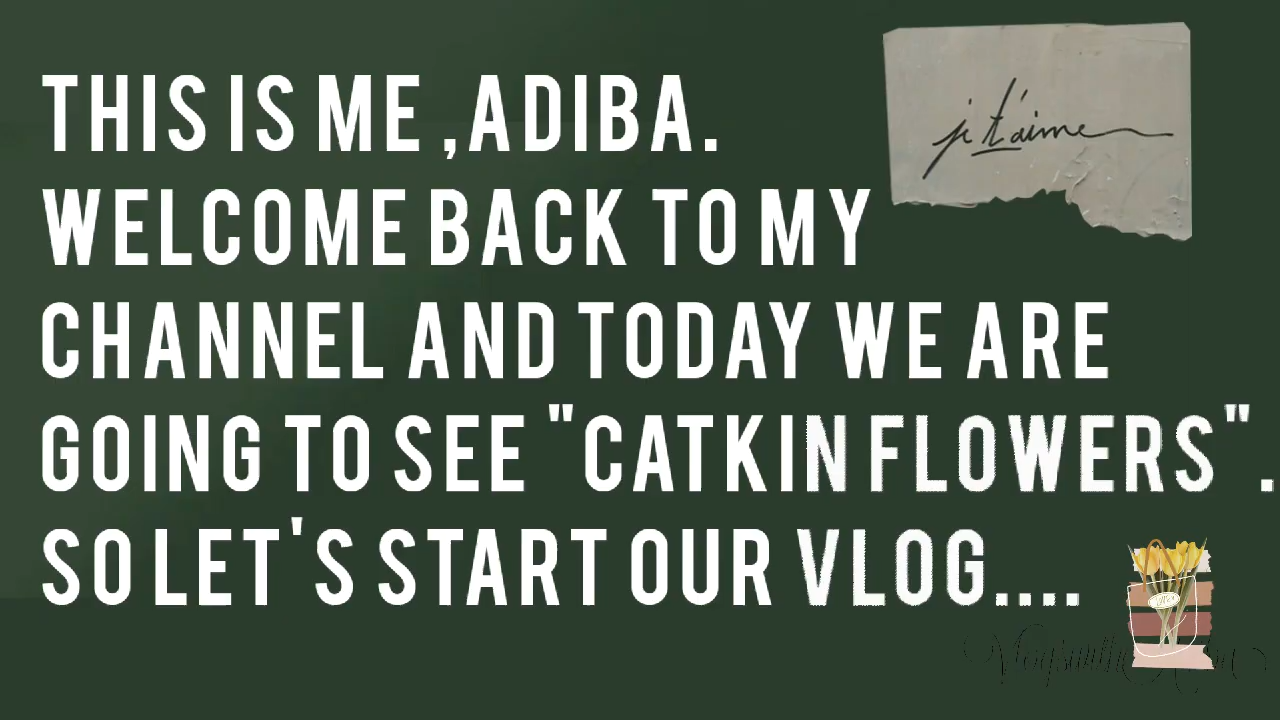 THIS IS ME ,ADIBA.
je t'aime
WELCOME BACK TO MY
CHANNEL AND TODAY WE ARE
GOING TO SEE "CATKIN FLOWERS" .
SO LET'S START OUR VLOG....